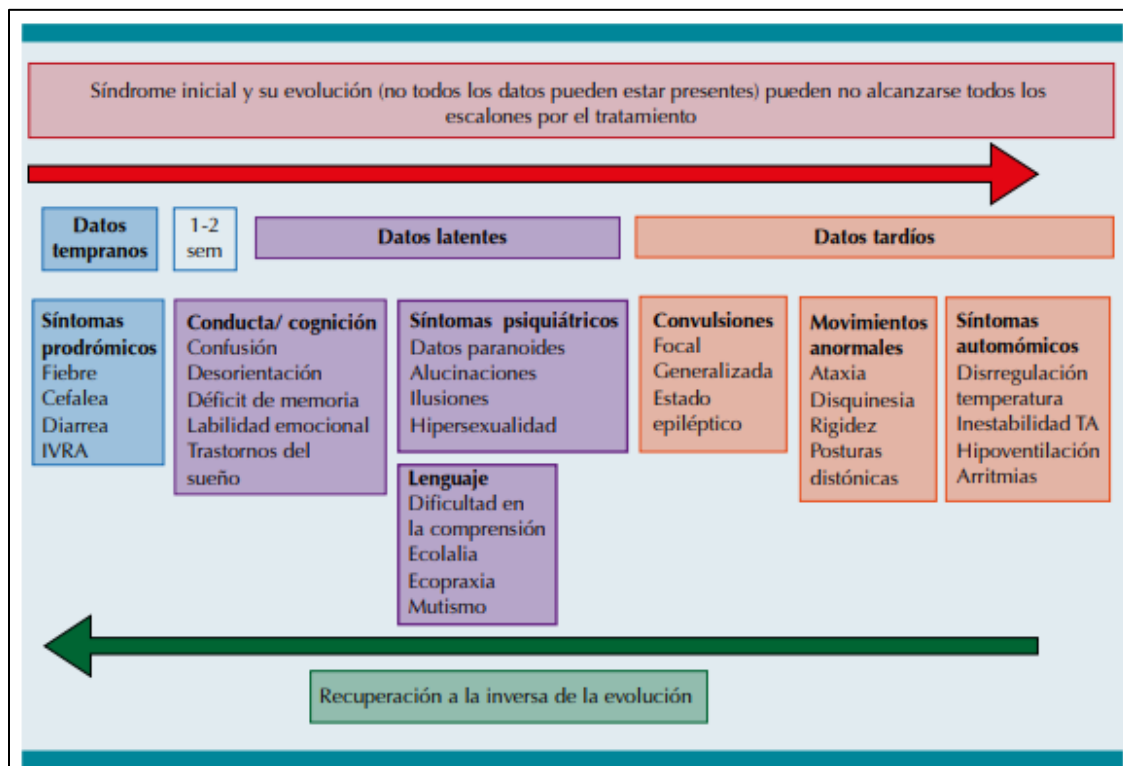 Síndrome inicial y su evolución (no todos los datos pueden estar presentes) pueden no alcanzarse todos los
escalones por el tratamiento
Datos
tempranos
1-2
sem
Datos latentes
Datos tardíos
Síntomas
prodrómicos
Fiebre
Cefalea
Diarrea
IVRA
Conducta/ cognición
Confusión
Desorientación
Déficit de memoria
Labilidad emocional
Trastornos del
sueño
Síntomas psiquiátricos
Datos paranoides
Alucinaciones
Ilusiones
Hipersexualidad
Lenguaje
Dificultad en
la comprensión
Ecolalia
Ecopraxia
Mutismo
Convulsiones
Focal
Generalizada
Estado
epiléptico
Movimientos
anormales
Ataxia
Disquinesia
Rigidez
Posturas
distónicas
Síntomas
automómicos
Disrregulación
temperatura
Inestabilidad TA
Hipoventilación
Arritmias
Recuperación a la inversa de la evolución